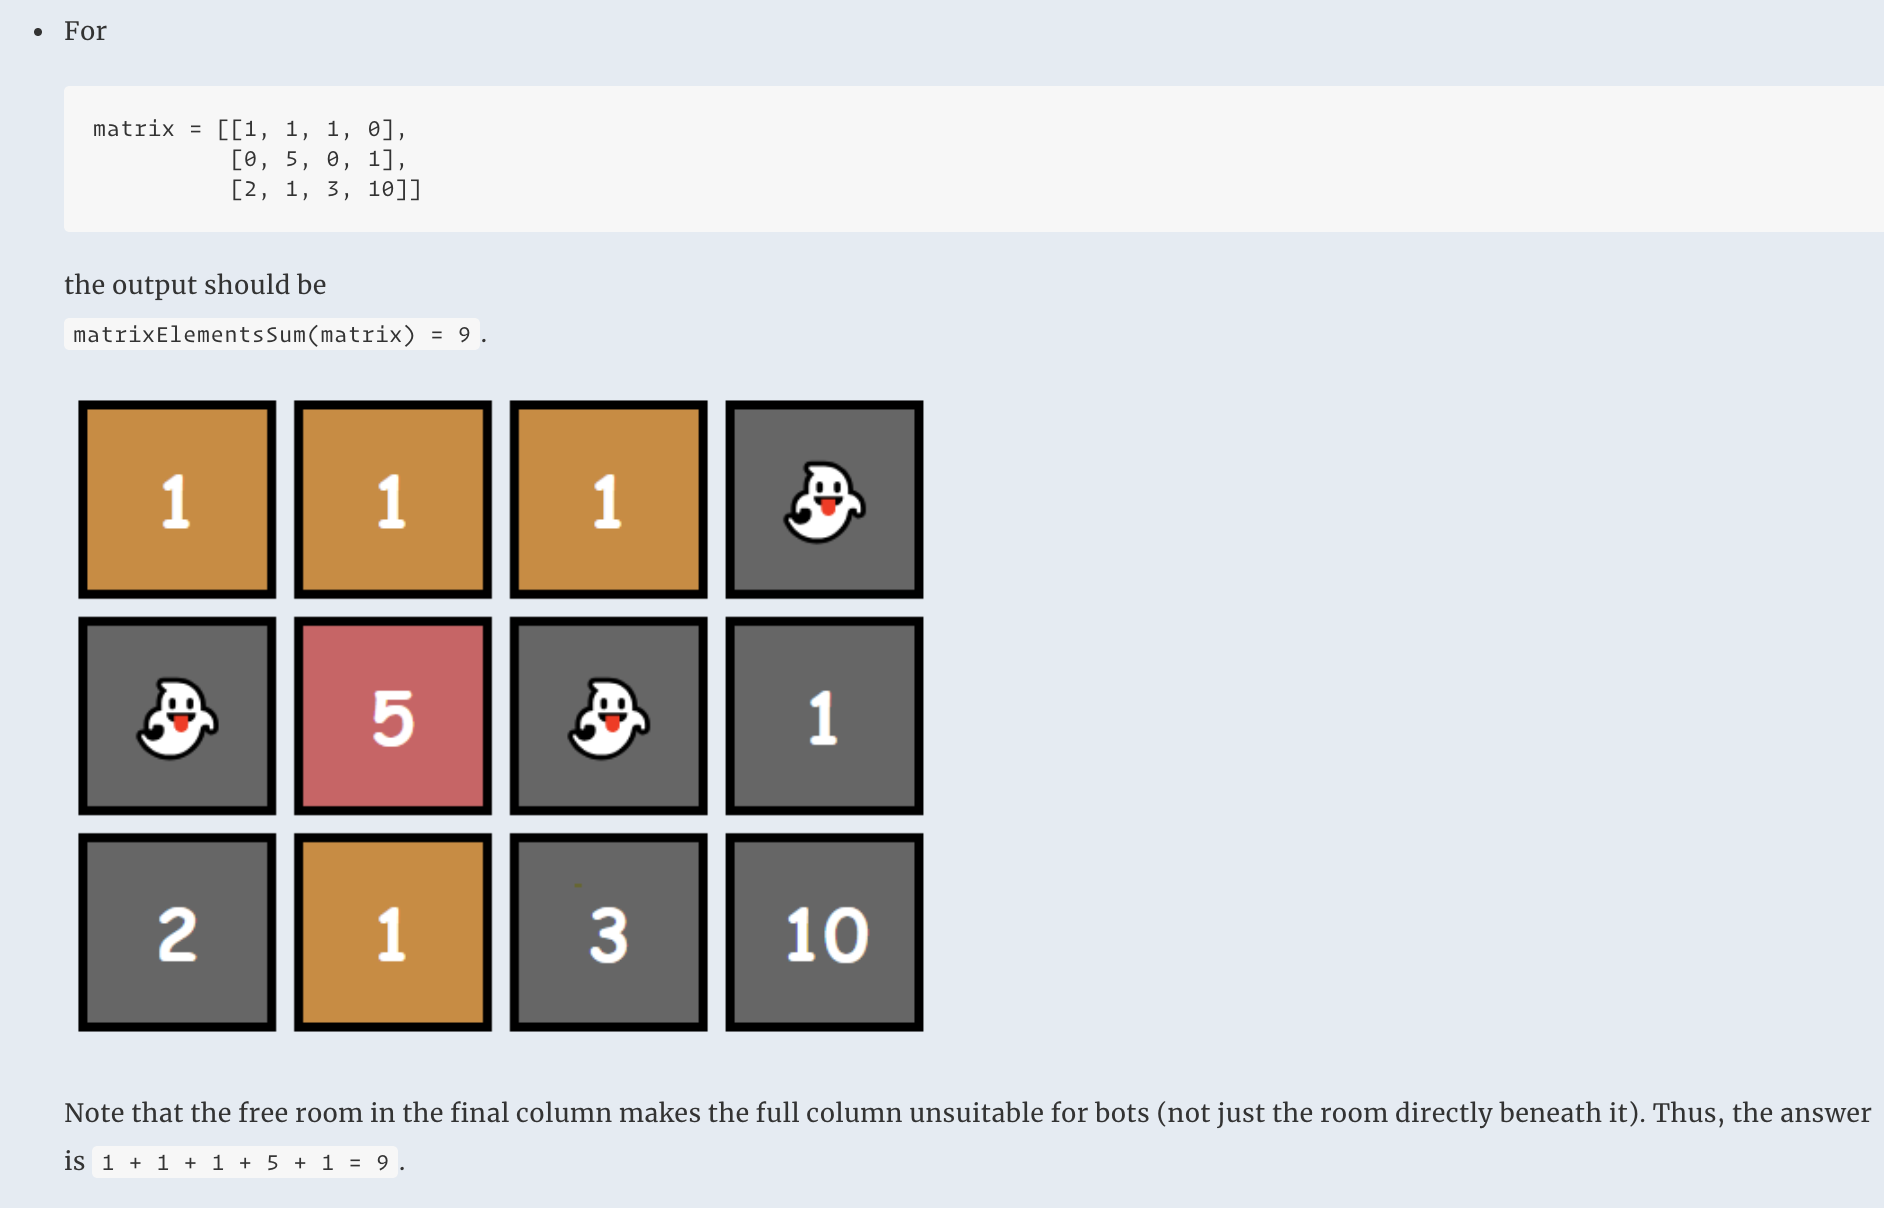 For
matrix = [[1, 1, 1, 0],
[0, 5, 0, 1],
[2, 1, 3, 10]]
the output should be
matrixElementsSum(matrix) = 9.
1 1 1
5 1
2 1 3 10
Note that the free room in the final column makes the full column unsuitable for bots (not just the room directly beneath it). Thus, the answer
is 1 + 1 + 1 + 5 + 1 = 9.